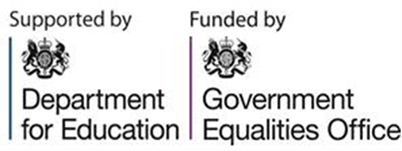 Supported by
Department
for Education
Funded by
Government
Equalities Office